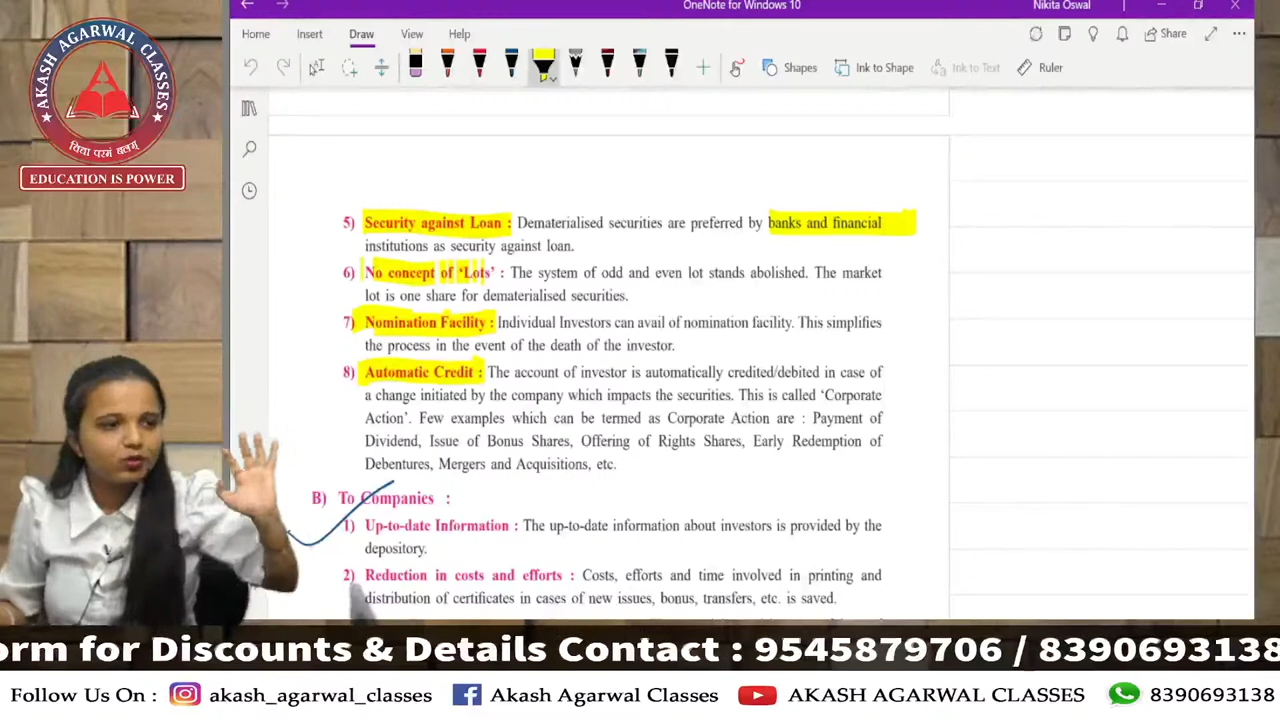 OneNote for Windows 10
Nikita Oswal
Home Insert Draw View Help
Share
Shapes
Ink to Shape
Ink to Text
Ruler
AKASH AGARWAL CLASSES
विद्या परमं बलम्
EDUCATION IS POWER
5) Security against Loan : Dematerialised securities are preferred by banks and financial
institutions as security against loan.
6) No concept of ‘Lots’ : The system of odd and even lot stands abolished. The market
lot is one share for dematerialised securities.
7) Nomination Facility : Individual Investors can avail of nomination facility. This simplifies
the process in the event of the death of the investor.
8) Automatic Credit : The account of investor is automatically credited/debited in case of
a change initiated by the company which impacts the securities. This is called ‘Corporate
Action’. Few examples which can be termed as Corporate Action are : Payment of
Dividend, Issue of Bonus Shares, Offering of Rights Shares, Early Redemption of
Debentures, Mergers and Acquisitions, etc.
B) To Companies :
1) Up-to-date Information : The up-to-date information about investors is provided by the
depository.
2) Reduction in costs and efforts : Costs, efforts and time involved in printing and
distribution of certificates in cases of new issues, bonus, transfers, etc. is saved.
orm for Discounts & Details Contact : 9545879706 / 8390693138
Follow Us On : akash_agarwal_classes Akash Agarwal Classes AKASH AGARWAL CLASSES 8390693138